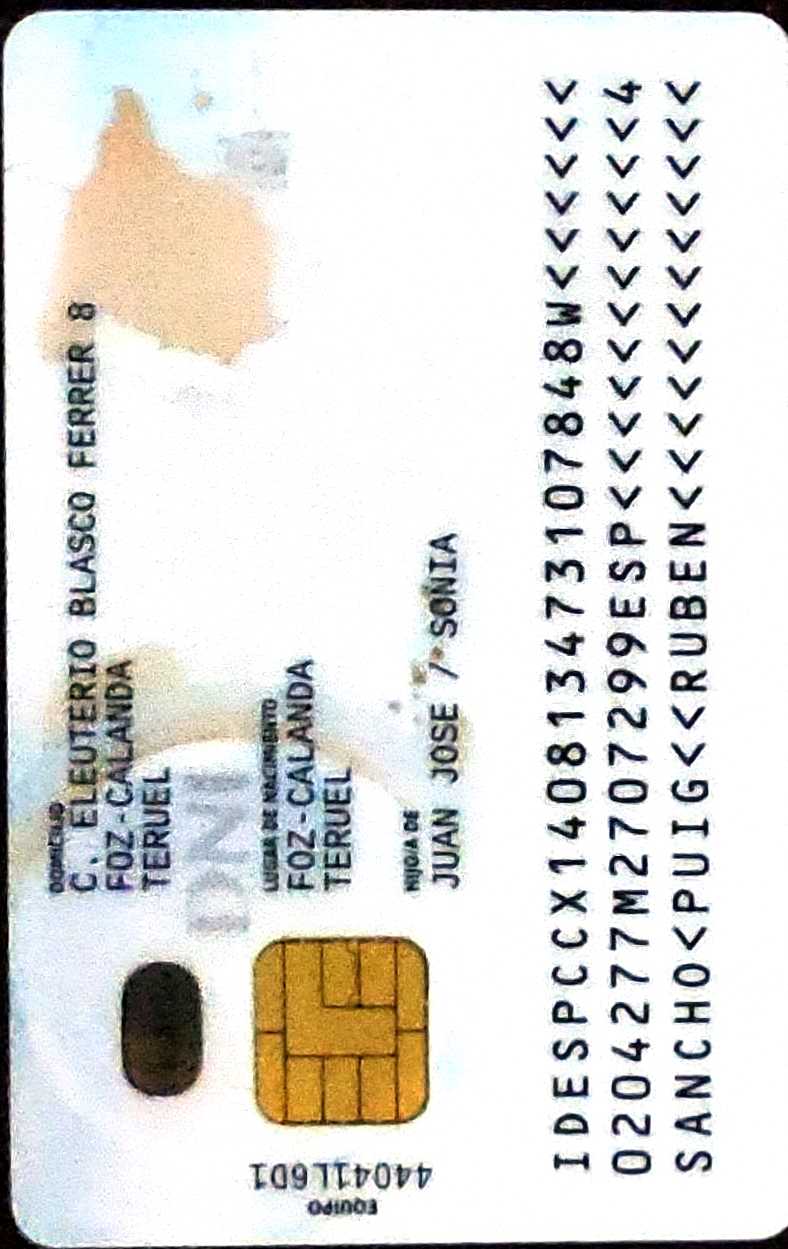 DOMICILIO
C. ELEUTERIO BLASCO FERRER 8
FOZ-CALANDA
TERUEL
DNI
LUGAR DE NACIMIENTO
FOZ-CALANDA
TERUEL
HIJO/A DE
JUAN JOSE / SONIA
EQUIPO
44041L6D1
IDESPCCX140813473107848W<<<<<<
0204277M2707299ESP<<<<<<<<<<<4
SANCHO<PUIG<<RUBEN<<<<<<<<<<<<